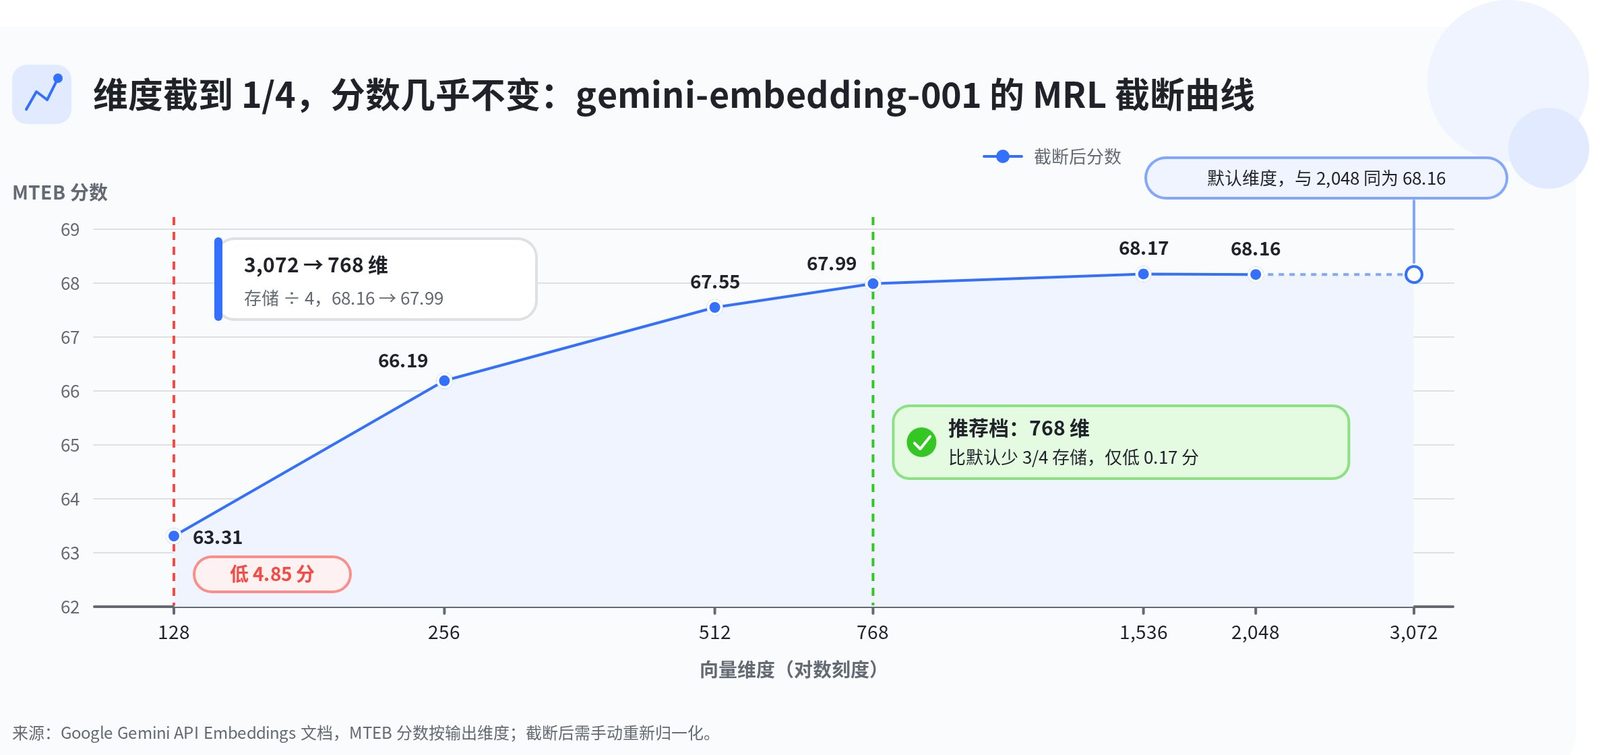 维度截到 1/4，分数几乎不变：gemini-embedding-001 的 MRL 截断曲线
截断后分数
默认维度，与 2,048 同为 68.16
MTEB 分数
69
68
67
66
65
64
63
62
3,072 → 768 维
存储 ÷ 4，68.16 → 67.99
63.31
低 4.85 分
66.19
67.55
67.99
68.17
68.16
推荐档：768 维
比默认少 3/4 存储，仅低 0.17 分
128
256
512
768
1,536
2,048
3,072
向量维度（对数刻度）
来源：Google Gemini API Embeddings 文档，MTEB 分数按输出维度；截断后需手动重新归一化。